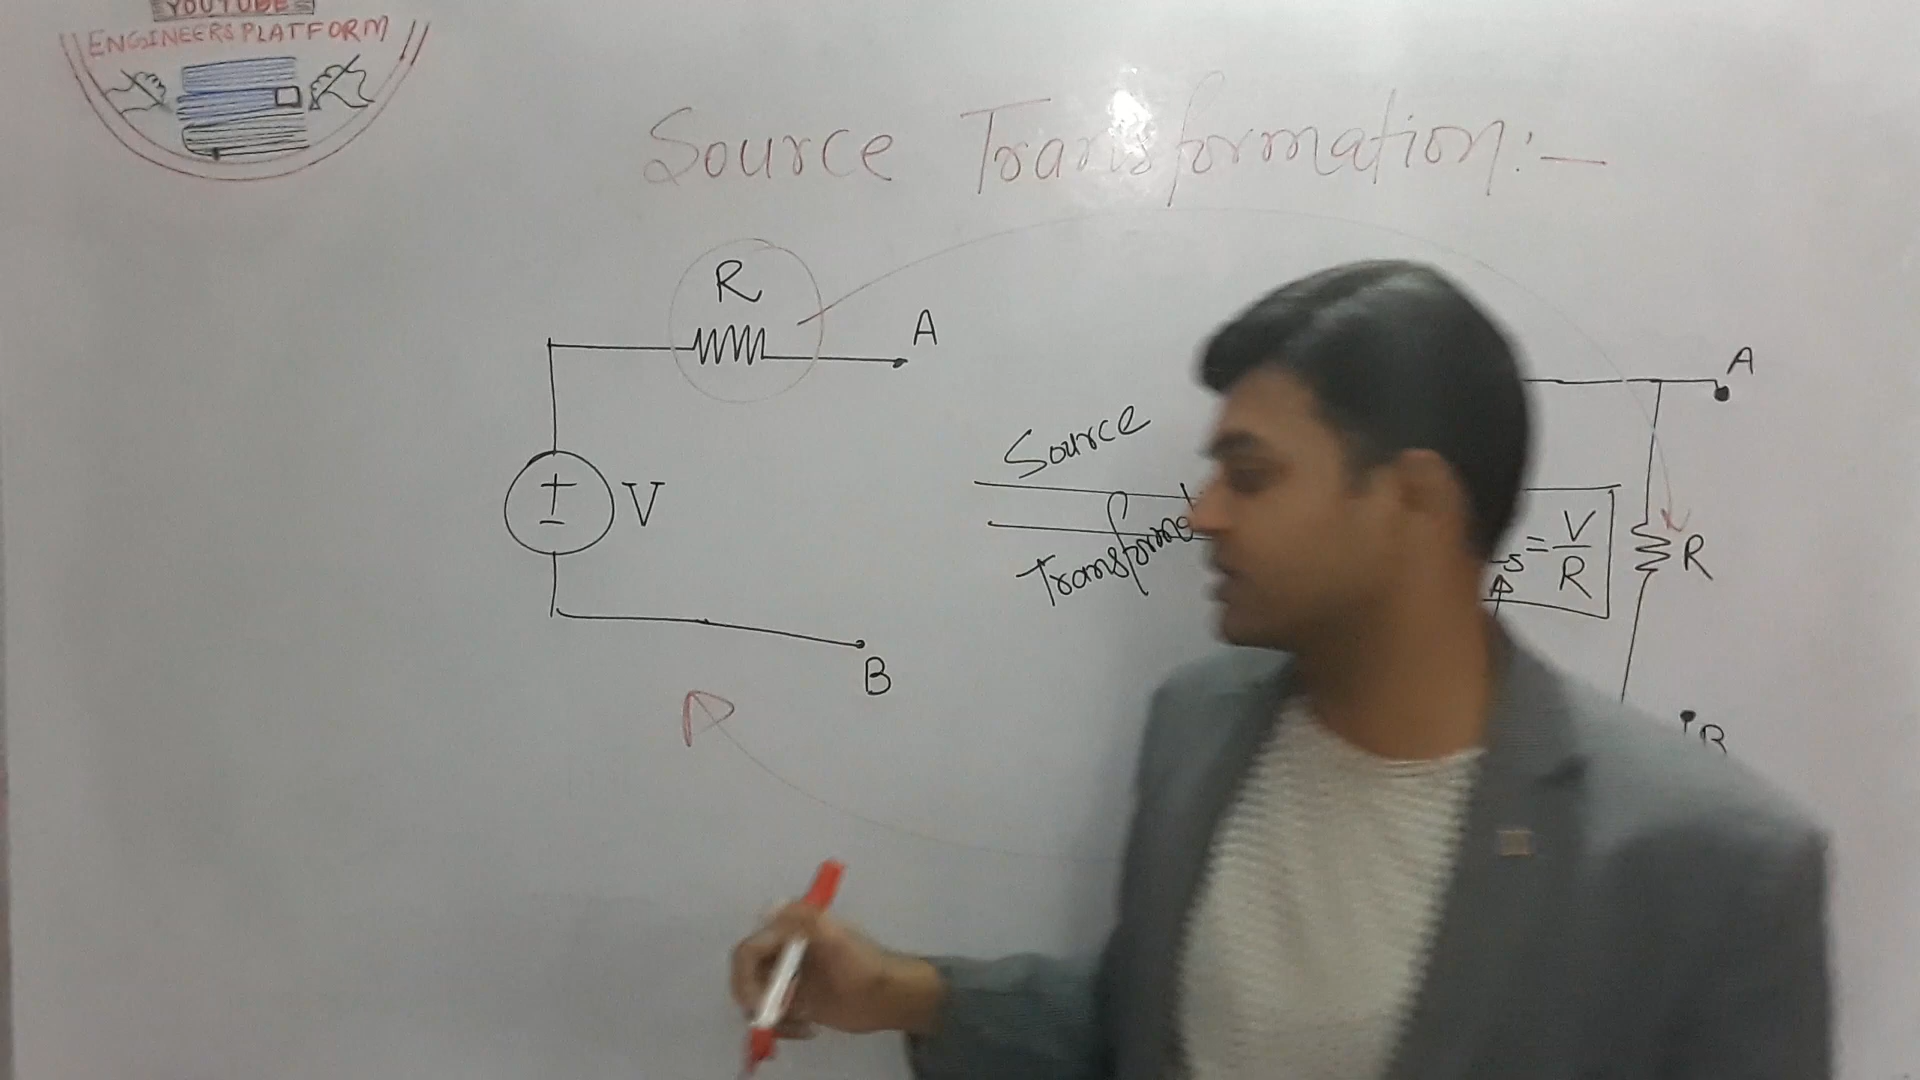 YOUTUBE
ENGINEERS PLATFORM
Source Transformation:-
R
A
V
B
Source
A
= V/R
R
B